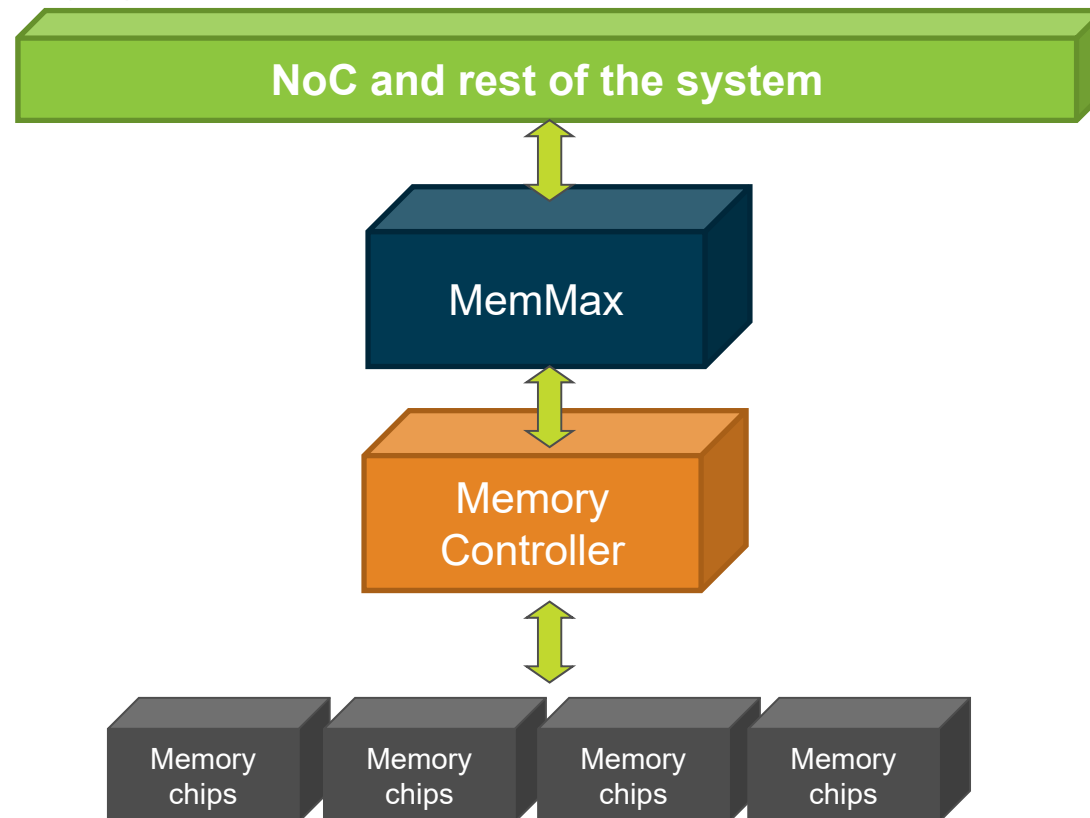 NoC and rest of the system
MemMax
Memory
Controller
Memory
chips
Memory
chips
Memory
chips
Memory
chips